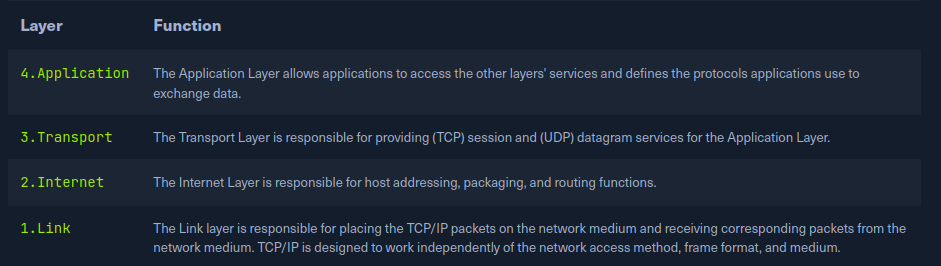 Layer Function
4.Application The Application Layer allows applications to access the other layers' services and defines the protocols applications use to
exchange data.
3.Transport The Transport Layer is responsible for providing (TCP) session and (UDP) datagram services for the Application Layer.
2.Internet The Internet Layer is responsible for host addressing, packaging, and routing functions.
1.Link The Link layer is responsible for placing the TCP/IP packets on the network medium and receiving corresponding packets from the
network medium. TCP/IP is designed to work independently of the network access method, frame format, and medium.